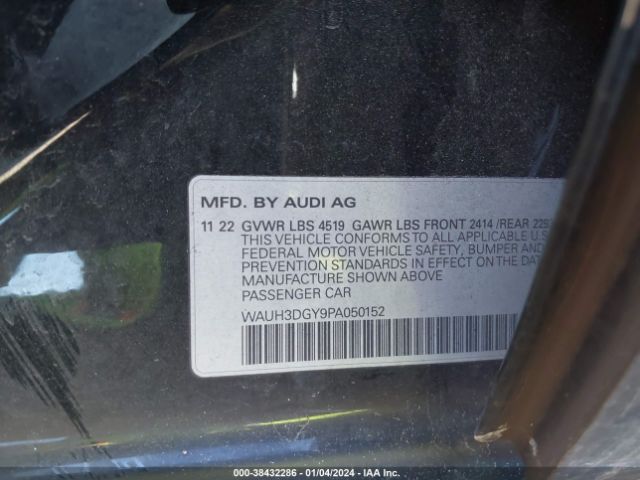 MFD. BY AUDI AG
11 22 GVWR LBS 4519 GAWR LBS FRONT 2414 /REAR
THIS VEHICLE CONFORMS TO ALL APPLICABLE U.S
FEDERAL MOTOR VEHICLE SAFETY, BUMPER AND
PREVENTION STANDARDS IN EFFECT ON THE DAT
MANUFACTURE SHOWN ABOVE
PASSENGER CAR
WAUH3DGY9PA050152
000-38432286 - 01/04/2024 - IAA Inc.